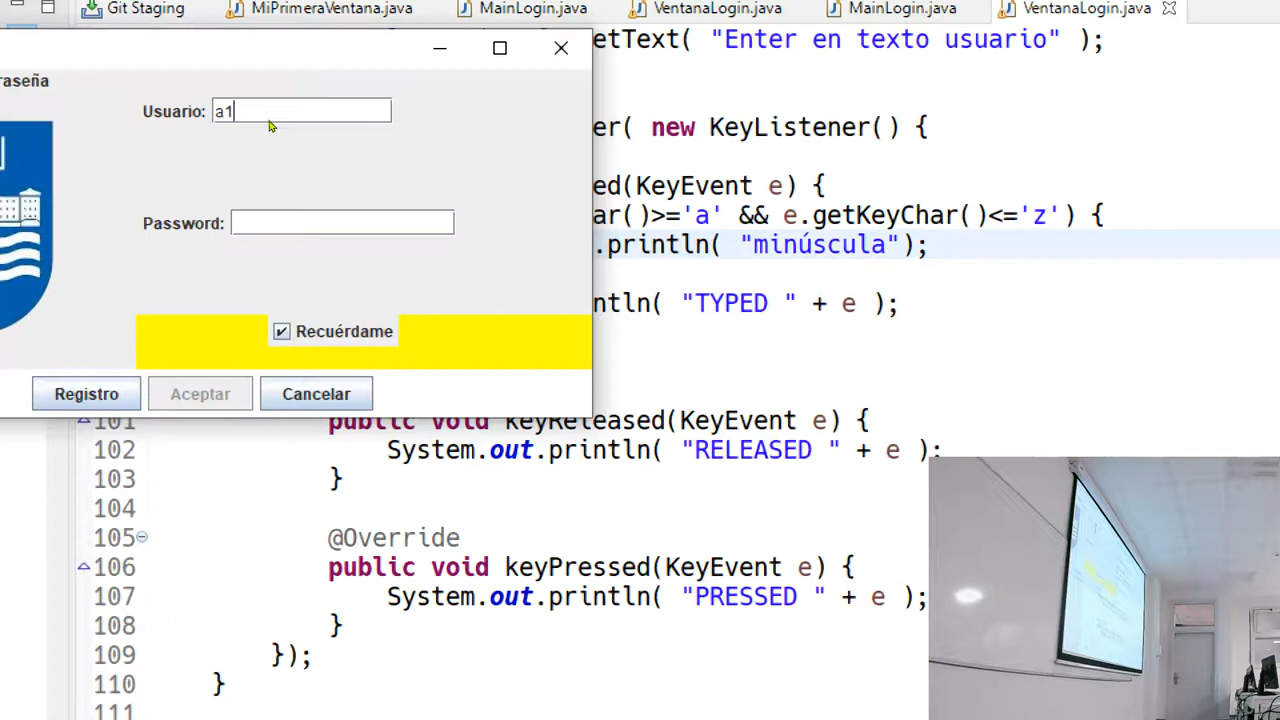 Git Staging MiPrimeraVentana.java MainLogin.java VentanaLogin.java MainLogin.java VentanaLogin.java
etText( "Enter en texto usuario" );
raseña
Usuario: a1
er( new KeyListener() {
ed(KeyEvent e) {
ar()>='a' && e.getKeyChar()<='z') {
Password:
.println( "minúscula");
ntln( "TYPED " + e );
Recuérdame
Registro Aceptar Cancelar
101 public void keyReleased(KeyEvent e) {
102 System.out.println( "RELEASED " + e );
103 }
104
105 @Override
106 public void keyPressed(KeyEvent e) {
107 System.out.println( "PRESSED " + e );
108 }
109 });
110 }
111